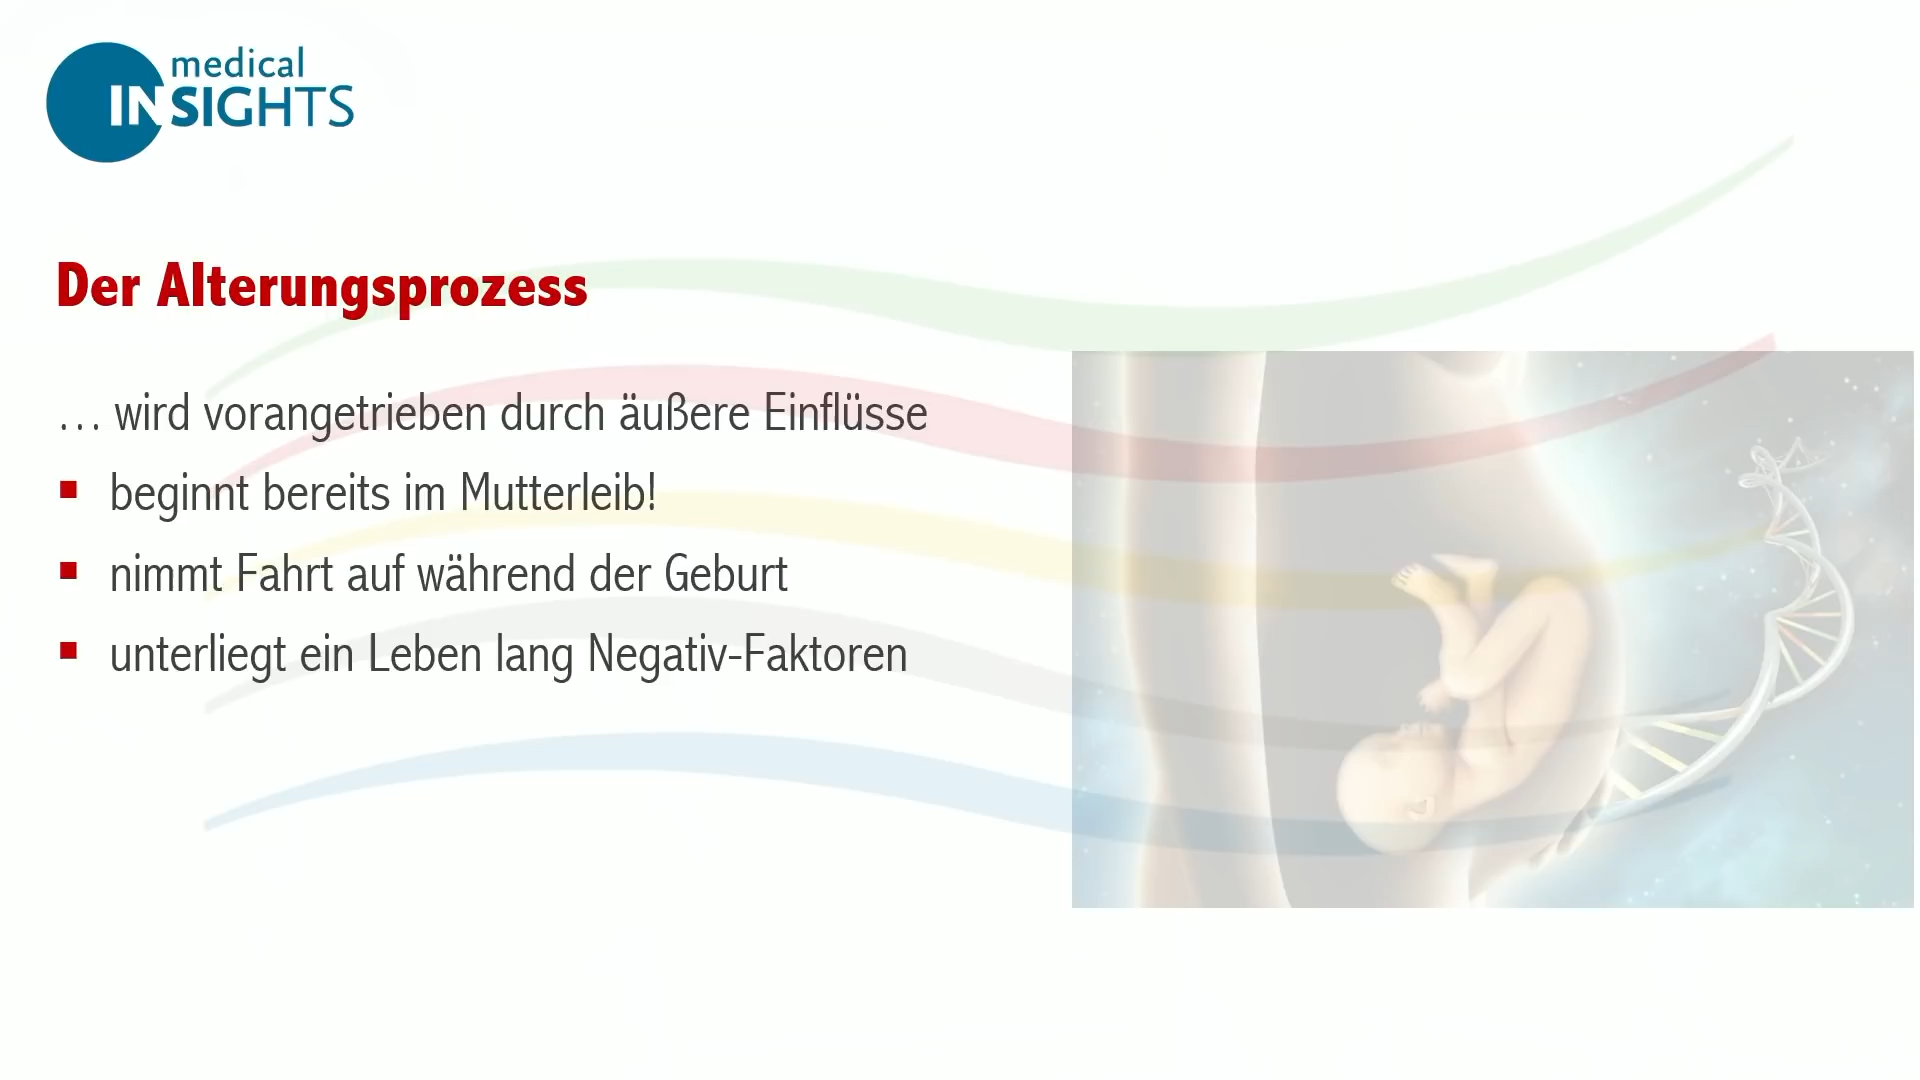 medical
INSIGHTS
Der Alterungsprozess
… wird vorangetrieben durch äußere Einflüsse
▪ beginnt bereits im Mutterleib!
▪ nimmt Fahrt auf während der Geburt
▪ unterliegt ein Leben lang Negativ-Faktoren